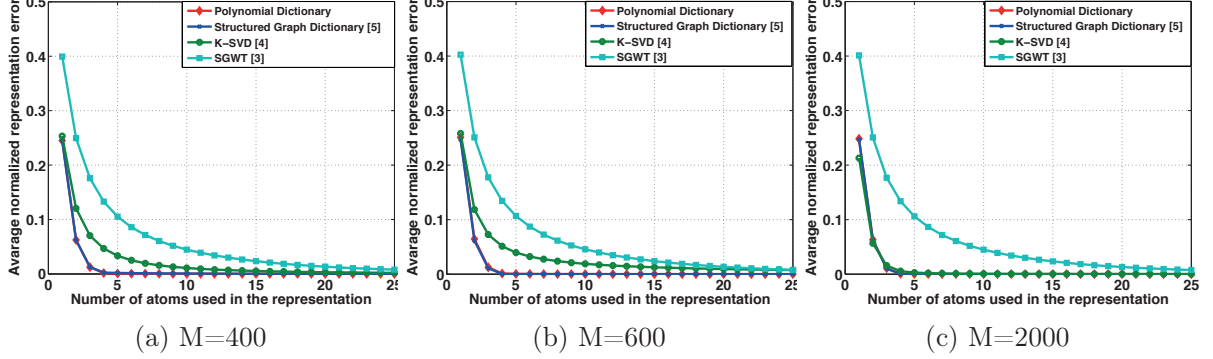 Avarage normalized representation error
0.5
0.4
0.3
0.2
0.1
0
0 5 10 15 20 25
Number of atoms used in the representation
Polynomial Dictionary
Structured Graph Dictionary [5]
K−SVD [4]
SGWT [3]
(a) M=400
Avarage normalized representation error
0.5
0.4
0.3
0.2
0.1
0
0 5 10 15 20 25
Number of atoms used in the representation
Polynomial Dictionary
Structured Graph Dictionary [5]
K−SVD [4]
SGWT [3]
(b) M=600
Avarage normalized representation error
0.5
0.4
0.3
0.2
0.1
0
0 5 10 15 20 25
Number of atoms used in the representation
Polynomial Dictionary
Structured Graph Dictionary [5]
K−SVD [4]
SGWT [3]
(c) M=2000